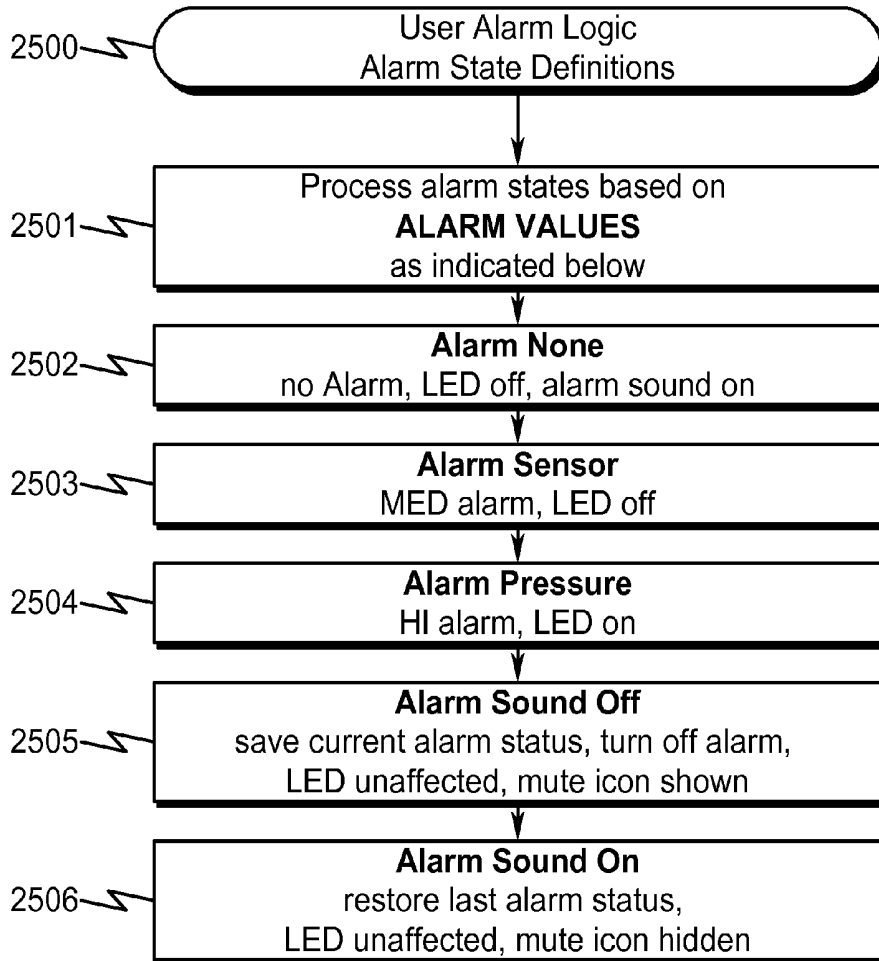 2500
User Alarm Logic
Alarm State Definitions
2501
Process alarm states based on
ALARM VALUES
as indicated below
2502
Alarm None
no Alarm, LED off, alarm sound on
2503
Alarm Sensor
MED alarm, LED off
2504
Alarm Pressure
HI alarm, LED on
2505
Alarm Sound Off
save current alarm status, turn off alarm,
LED unaffected, mute icon shown
2506
Alarm Sound On
restore last alarm status,
LED unaffected, mute icon hidden